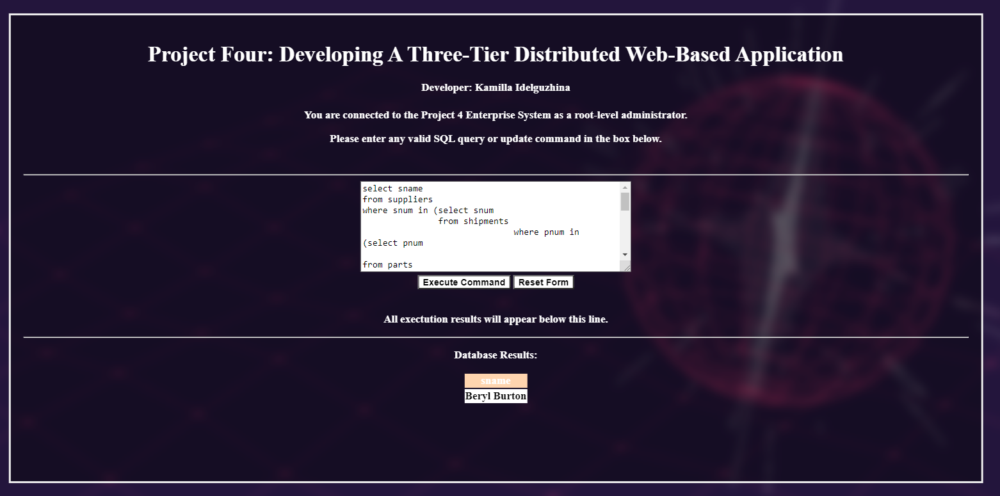 Project Four: Developing A Three-Tier Distributed Web-Based Application
Developer: Kamilla Idelguzhina
You are connected to the Project 4 Enterprise System as a root-level administrator.
Please enter any valid SQL query or update command in the box below.
select sname
from suppliers
where snum in (select snum
from shipments
where pnum in
(select pnum
from parts
Execute Command Reset Form
All exectution results will appear below this line.
Database Results:
sname
Beryl Burton